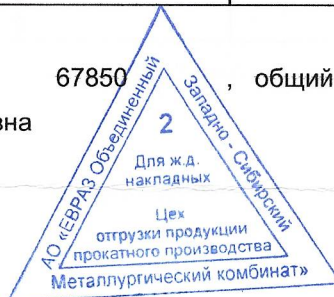 67850 , общий
вна
АО «ЕВРАЗ Объединенный
Западно - Сибирский
Металлургический комбинат»
2
Для ж.д.
накладных
Цех
отгрузки продукции
прокатного производства